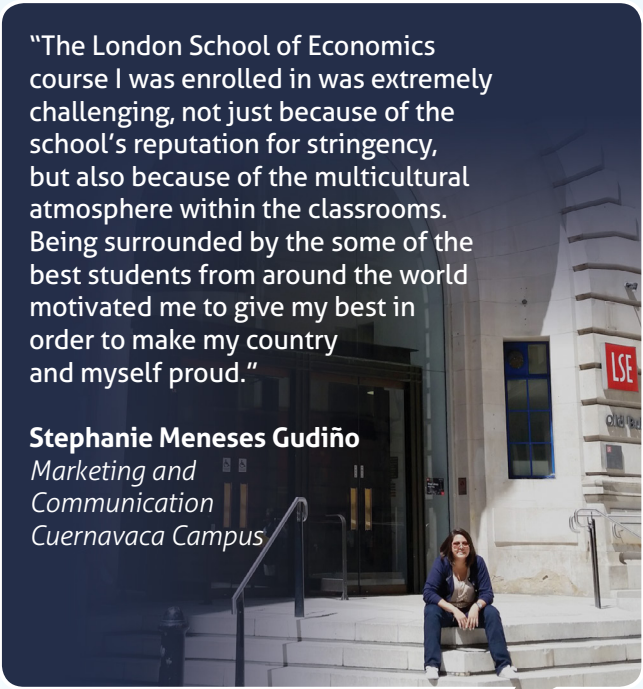 “The London School of Economics
course I was enrolled in was extremely
challenging, not just because of the
school’s reputation for stringency,
but also because of the multicultural
atmosphere within the classrooms.
Being surrounded by the some of the
best students from around the world
motivated me to give my best in
order to make my country
and myself proud.”
Stephanie Meneses Gudiño
Marketing and
Communication
Cuernavaca Campus
LSE